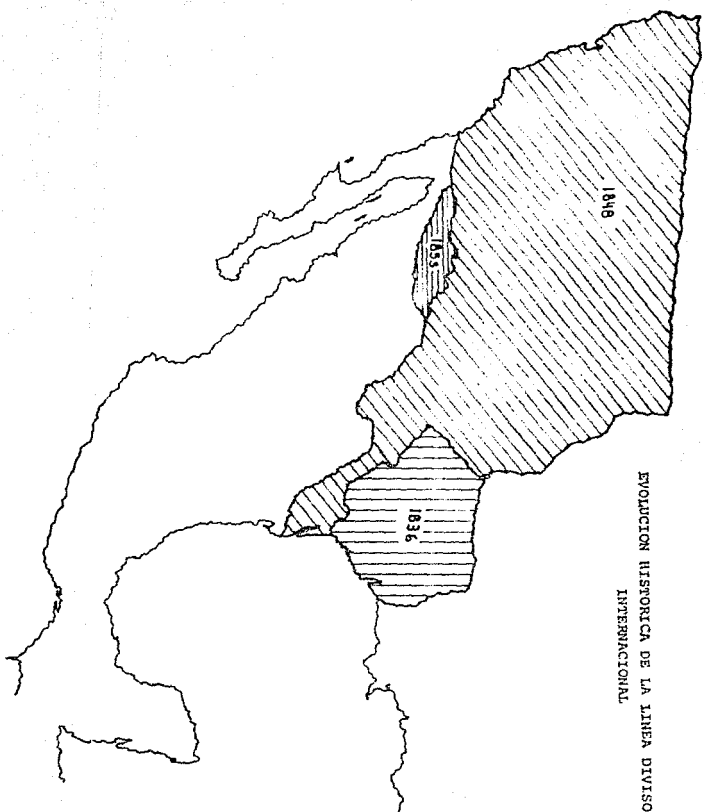 EVOLUCION HISTORICA DE LA LINEA DIVISO
INTERNACIONAL
1848
1853
1836